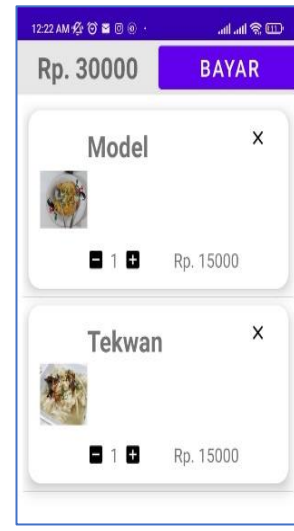 12:22 AM
Rp. 30000 BAYAR
Model
1 Rp. 15000
Tekwan
1 Rp. 15000